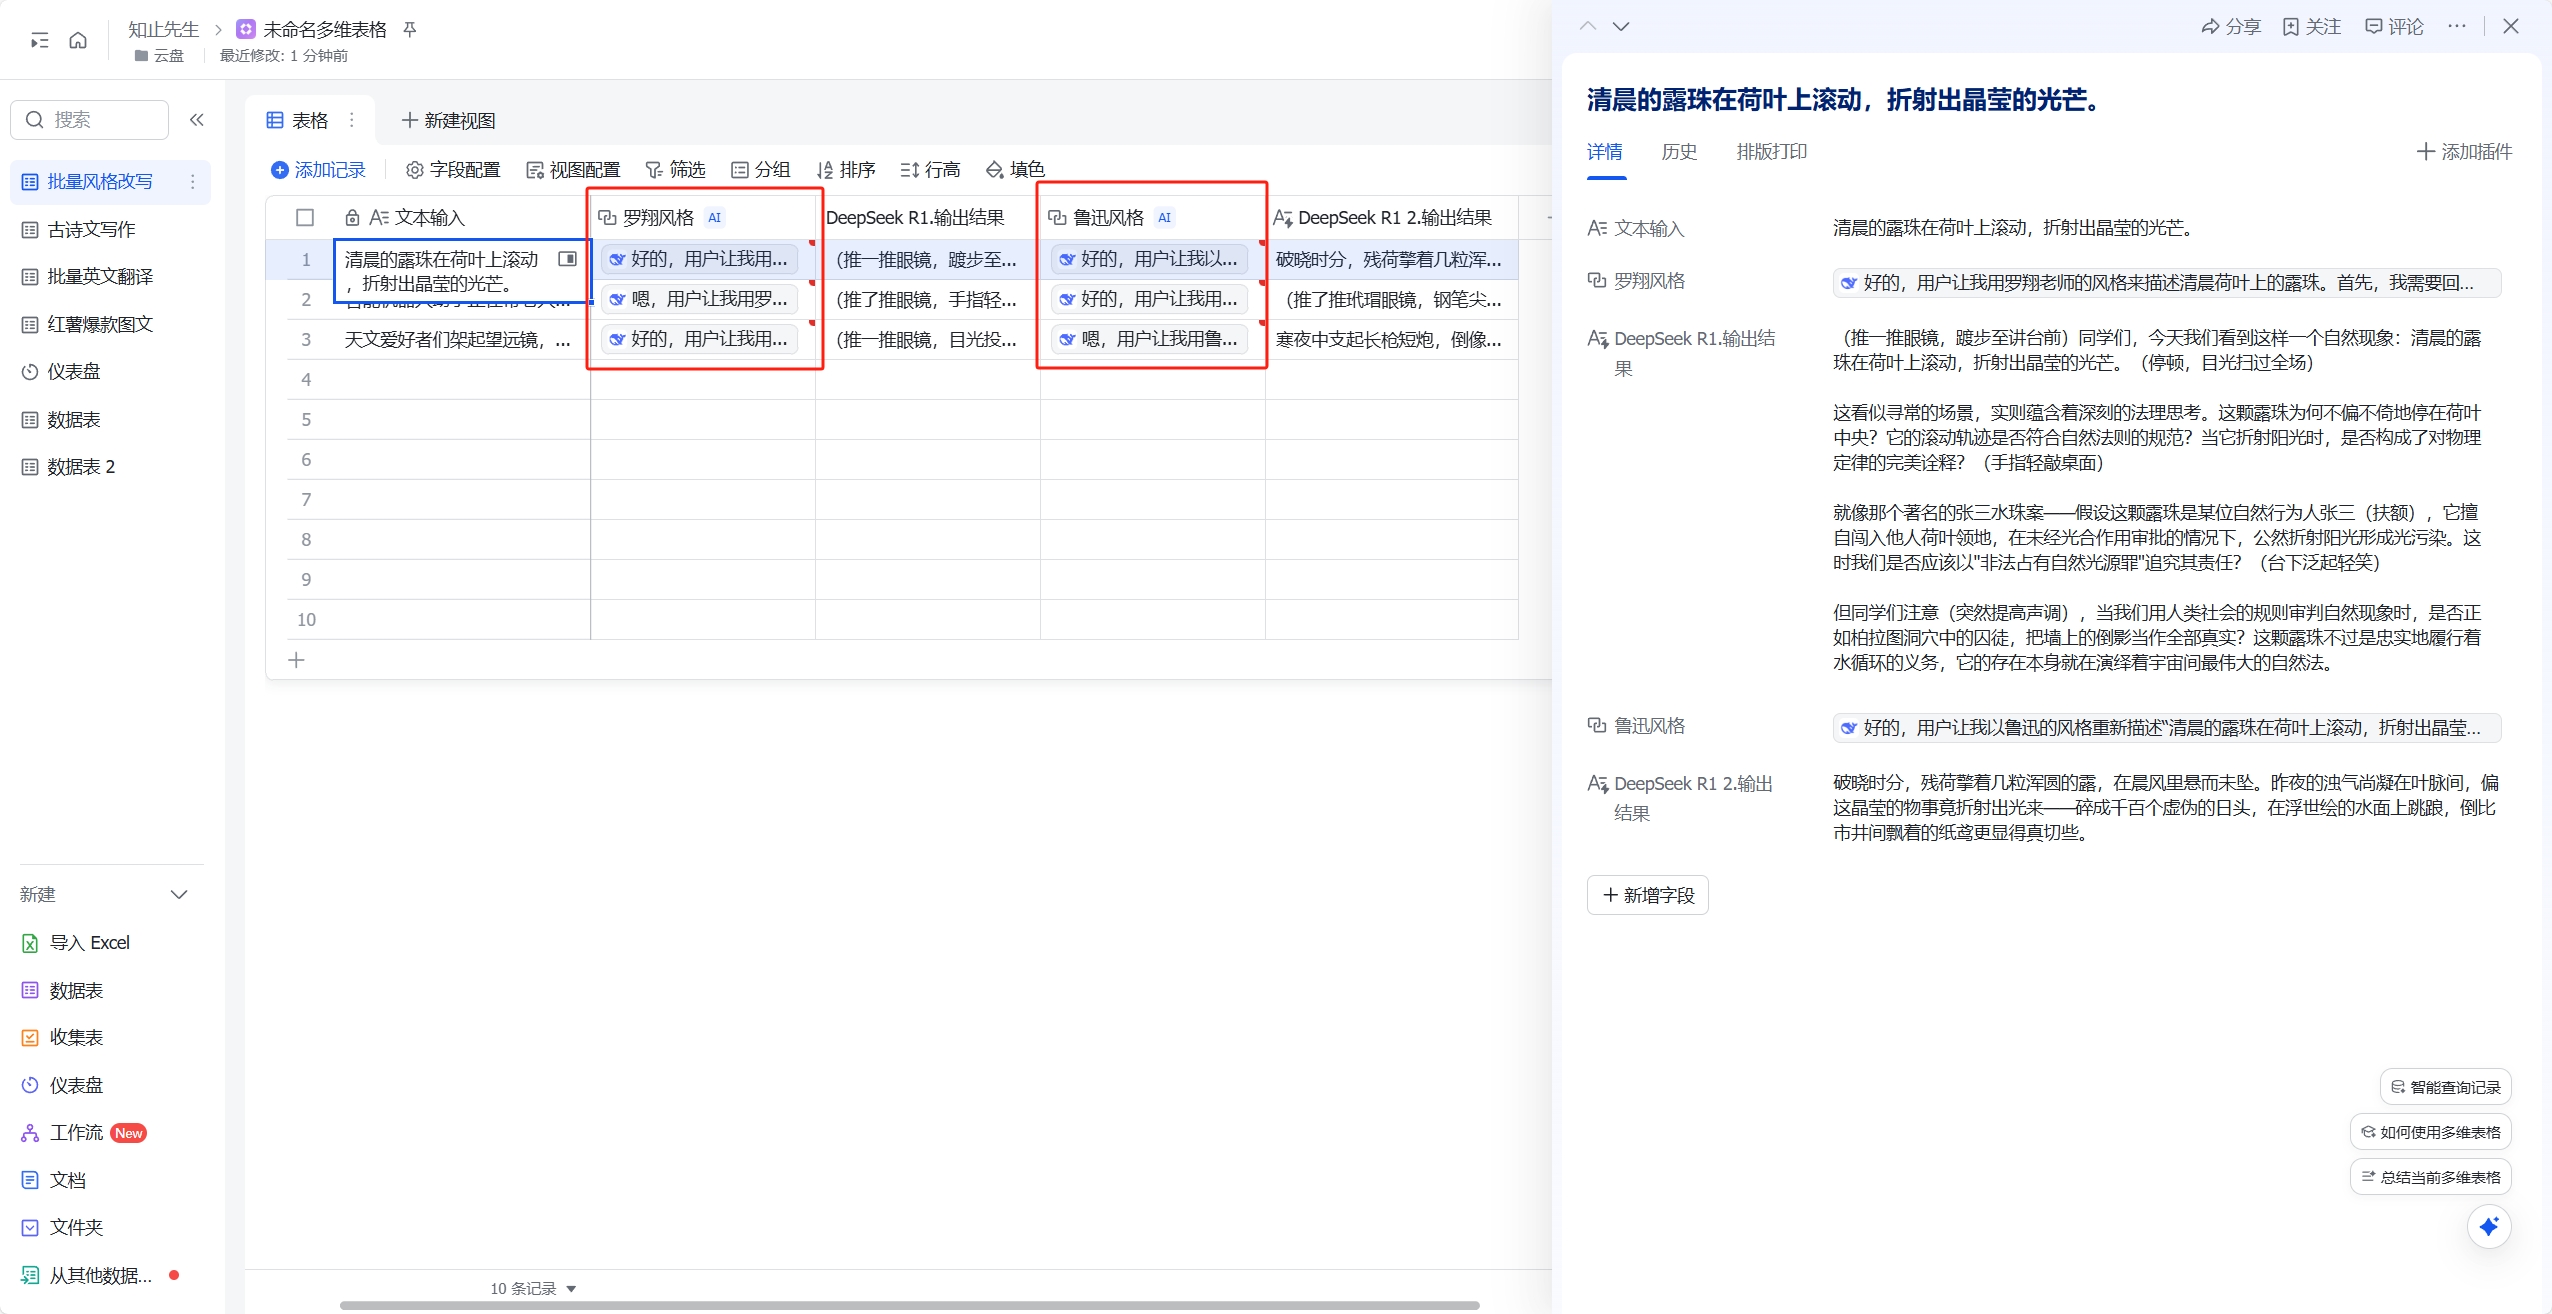 知止先生 > 未命名多维表格
云盘 最近修改: 1 分钟前
搜索
批量风格改写
古诗文写作
批量英文翻译
红薯爆款图文
仪表盘
数据表
数据表 2
新建
导入 Excel
数据表
收集表
仪表盘
工作流 New
文档
文件夹
从其他数据...
表格 新建视图
添加记录 字段配置 视图配置 筛选 分组 排序 行高 填色
文本输入 罗翔风格 AI DeepSeek R1.输出结果 鲁迅风格 AI DeepSeek R1 2.输出结果
1 清晨的露珠在荷叶上滚动 好的，用户让我用... （推一推眼镜，踱步至... 好的，用户让我以... 破晓时分，残荷擎着几粒浑...
，折射出晶莹的光芒。
2 嗯，用户让我用罗... （推了推眼镜，手指轻... 好的，用户让我用... （推了推玳瑁眼镜，钢笔尖...
3 天文爱好者们架起望远镜，... 好的，用户让我用... （推一推眼镜，目光投... 嗯，用户让我用鲁... 寒夜中支起长枪短炮，倒像...
4
5
6
7
8
9
10
10 条记录
分享 关注 评论
清晨的露珠在荷叶上滚动，折射出晶莹的光芒。
详情 历史 排版打印 添加插件
文本输入 清晨的露珠在荷叶上滚动，折射出晶莹的光芒。
罗翔风格 好的，用户让我用罗翔老师的风格来描述清晨荷叶上的露珠。首先，我需要回...
DeepSeek R1.输出结
果
（推一推眼镜，踱步至讲台前）同学们，今天我们看到这样一个自然现象：清晨的露
珠在荷叶上滚动，折射出晶莹的光芒。（停顿，目光扫过全场）
这看似寻常的场景，实则蕴含着深刻的法理思考。这颗露珠为何不偏不倚地停在荷叶
中央？它的滚动轨迹是否符合自然法则的规范？当它折射阳光时，是否构成了对物理
定律的完美诠释？（手指轻敲桌面）
就像那个著名的张三水珠案——假设这颗露珠是某位自然行为人张三（扶额），它擅
自闯入他人荷叶领地，在未经光合作用审批的情况下，公然折射阳光形成光污染。这
时我们是否应该以"非法占有自然光源罪"追究其责任？（台下泛起轻笑）
但同学们注意（突然提高声调），当我们用人类社会的规则审判自然现象时，是否正
如柏拉图洞穴中的囚徒，把墙上的倒影当作全部真实？这颗露珠不过是忠实地履行着
水循环的义务，它的存在本身就在演绎着宇宙间最伟大的自然法。
鲁迅风格 好的，用户让我以鲁迅的风格重新描述“清晨的露珠在荷叶上滚动，折射出晶莹...
DeepSeek R1 2.输出
结果
破晓时分，残荷擎着几粒浑圆的露，在晨风里悬而未坠。昨夜的浊气尚凝在叶脉间，偏
这晶莹的物事竟折射出光来——碎成千百个虚伪的日头，在浮世绘的水面上跳踉，倒比
市井间飘着的纸鸢更显得真切些。
新增字段
智能查询记录
如何使用多维表格
总结当前多维表格